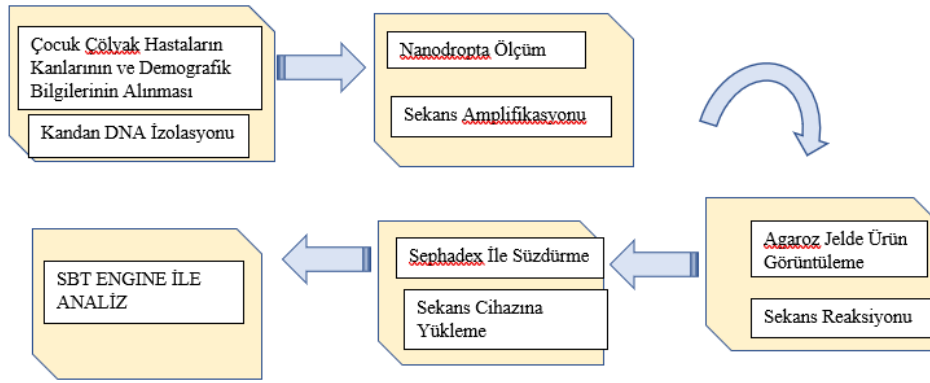 Çocuk Çölyak Hastaların
Kanlarının ve Demografik
Bilgilerinin Alınması
Kandan DNA İzolasyonu
Nanodropta Ölçüm
Sekans Amplifikasyonu
Agaroz Jelde Ürün
Görüntüleme
Sekans Reaksiyonu
Sephadex İle Süzdürme
Sekans Cihazına
Yükleme
SBT ENGINE İLE
ANALİZ